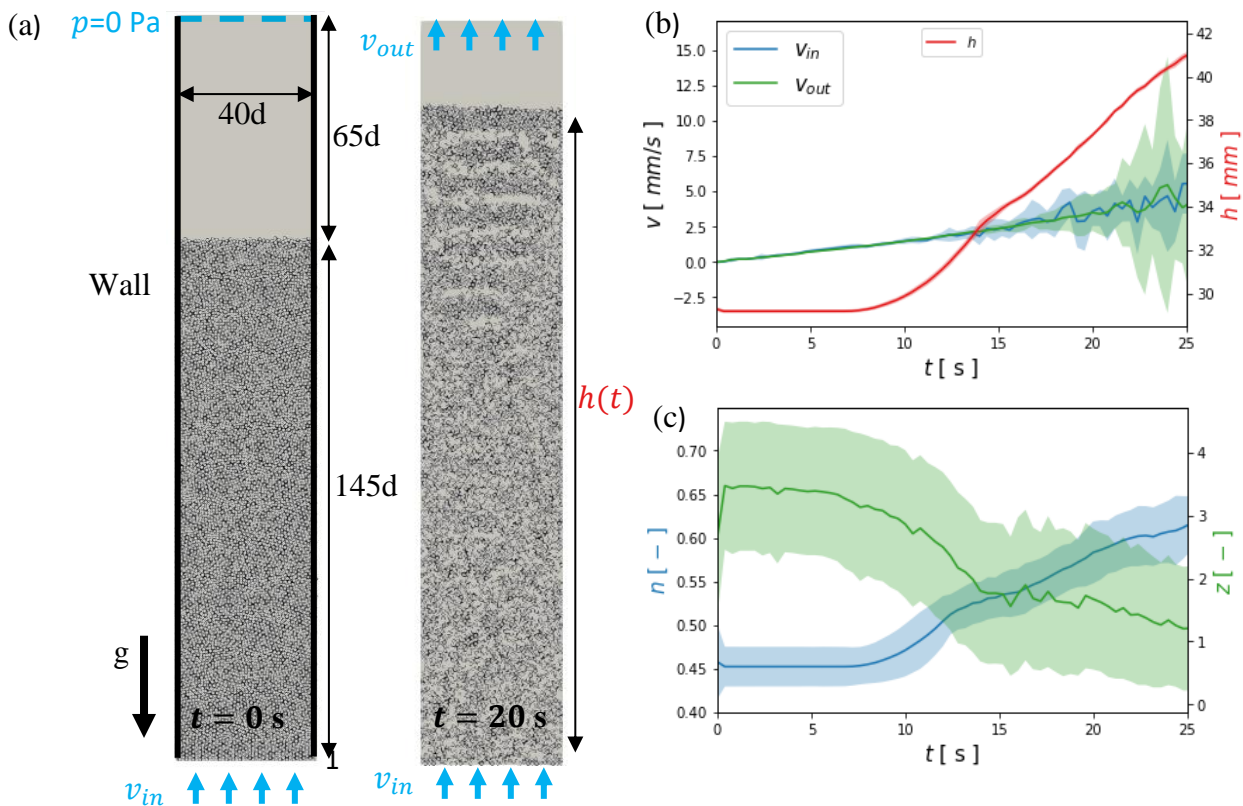 (a)
p=0 Pa
40d
65d
Wall
145d
g
t = 0 s
1
v_in
v_out
h(t)
t = 20 s
v_in
(b)
v_in
v_out
h
15.0
12.5
10.0
7.5
5.0
2.5
0.0
−2.5
v [ mm/s ]
42
40
38
36
34
32
30
h [ mm ]
0 5 10 15 20 25
t [ s ]
(c)
0.70
0.65
0.60
0.55
0.50
0.45
0.40
n [ − ]
4
3
2
1
0
z [ − ]
0 5 10 15 20 25
t [ s ]